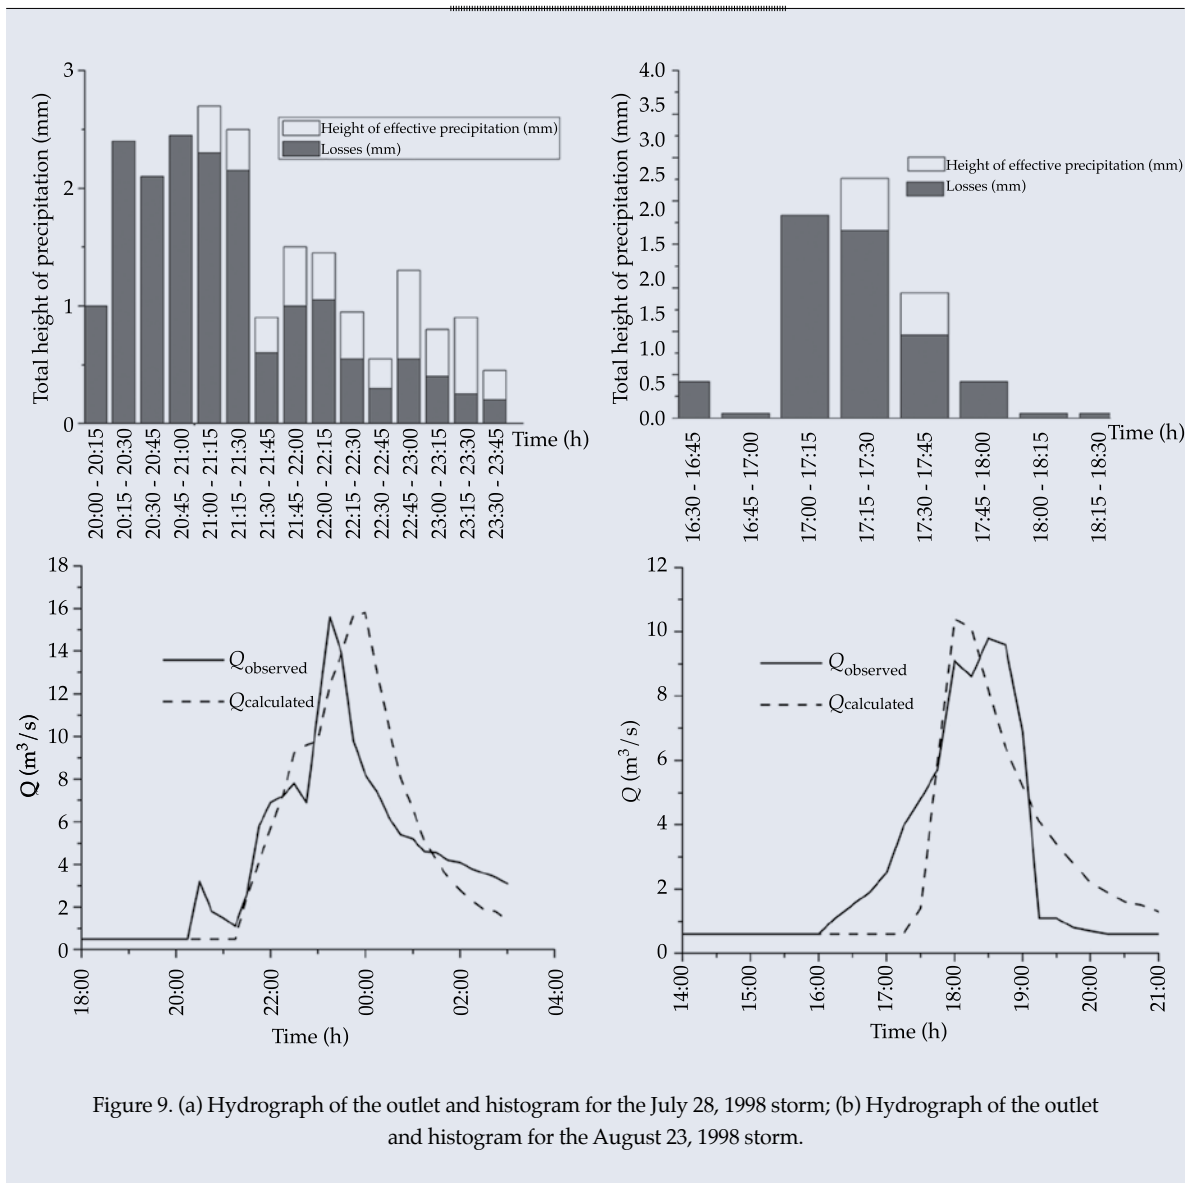 3
2
1
0
Total height of precipitation (mm)
Height of effective precipitation (mm)
Losses (mm)
20:00 - 20:15
20:15 - 20:30
20:30 - 20:45
20:45 - 21:00
21:00 - 21:15
21:15 - 21:30
21:30 - 21:45
21:45 - 22:00
22:00 - 22:15
22:15 - 22:30
22:30 - 22:45
22:45 - 23:00
23:00 - 23:15
23:15 - 23:30
23:30 - 23:45
Time (h)
4.0
3.5
3.0
2.5
2.0
1.5
2.0
1.5
1.0
0.5
0.0
Total height of precipitation (mm)
Height of effective precipitation (mm)
Losses (mm)
16:30 - 16:45
16:45 - 17:00
17:00 - 17:15
17:15 - 17:30
17:30 - 17:45
17:45 - 18:00
18:00 - 18:15
18:15 - 18:30
Time (h)
18
16
14
12
10
8
6
4
2
0
Q (m³/s)
Qobserved
Qcalculated
18:00
20:00
22:00
00:00
02:00
04:00
Time (h)
12
10
8
6
4
2
0
Q (m³/s)
Qobserved
Qcalculated
14:00
15:00
16:00
17:00
18:00
19:00
20:00
21:00
Time (h)
Figure 9. (a) Hydrograph of the outlet and histogram for the July 28, 1998 storm; (b) Hydrograph of the outlet
and histogram for the August 23, 1998 storm.